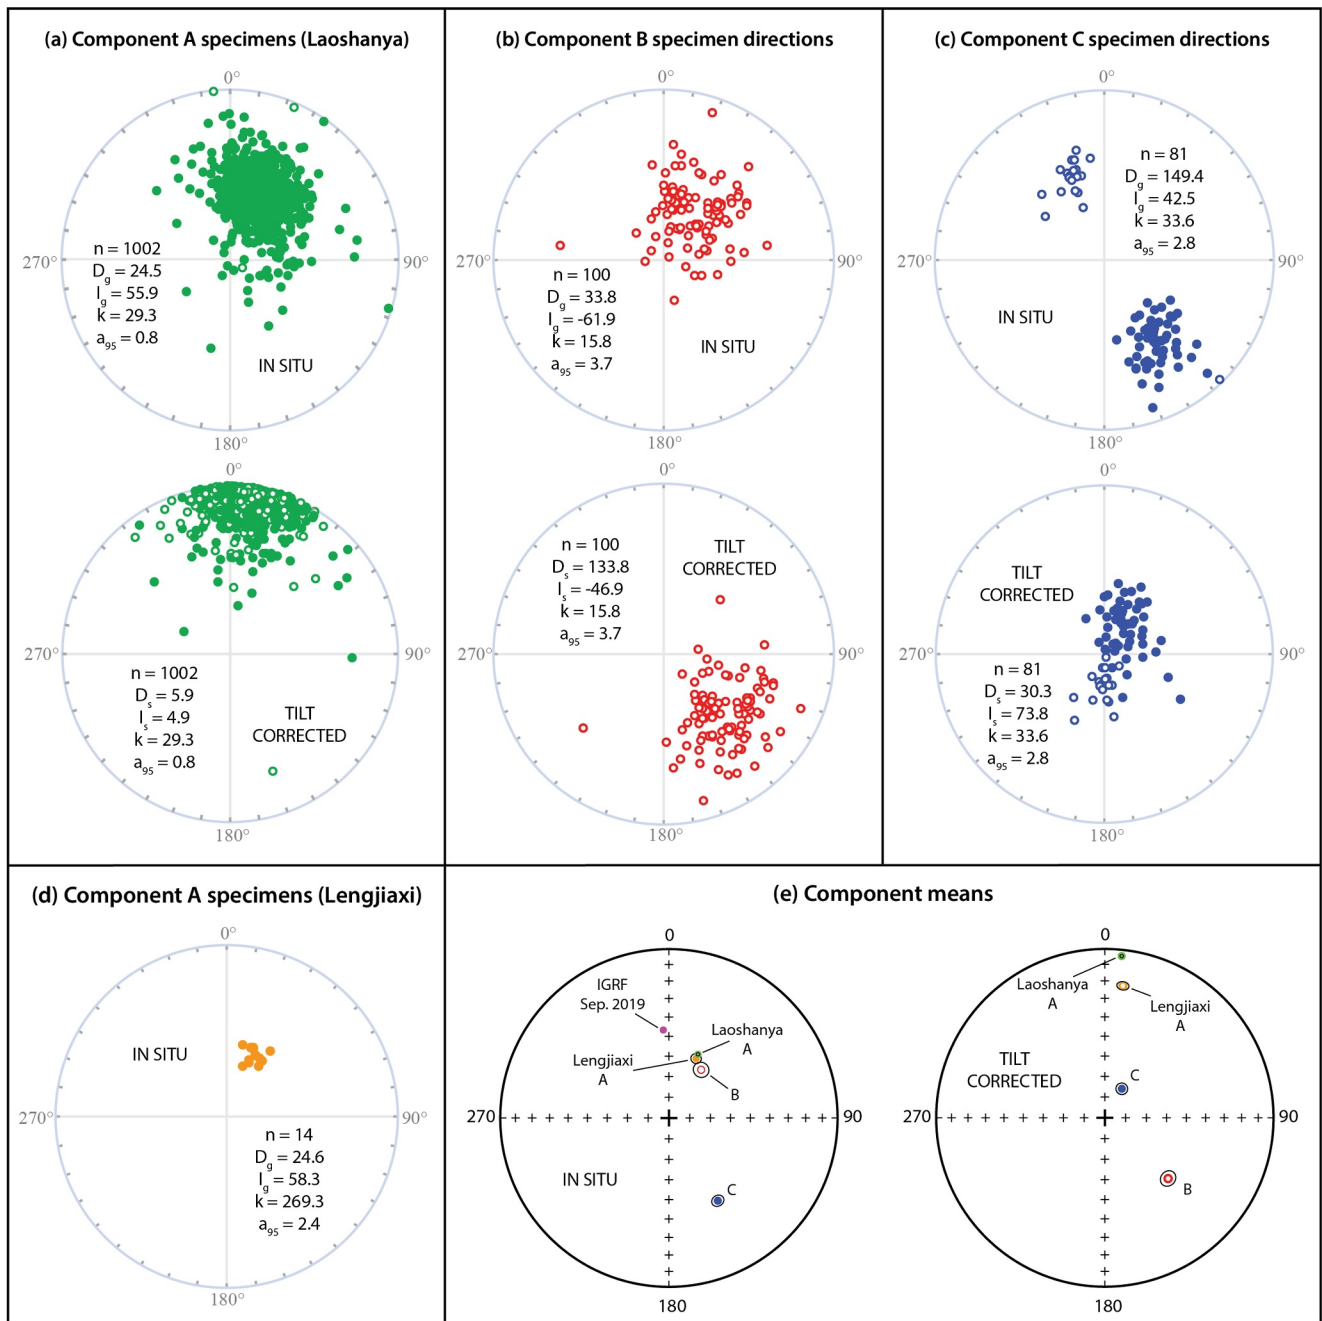 (a) Component A specimens (Laoshanya)
0°
270°
90°
n = 1002
Dg = 24.5
Ig = 55.9
k = 29.3
a95 = 0.8
IN SITU
180°
0°
270°
90°
n = 1002
Ds = 5.9
Is = 4.9
k = 29.3
a95 = 0.8
TILT
CORRECTED
180°
(b) Component B specimen directions
0°
270°
90°
n = 100
Dg = 33.8
Ig = -61.9
k = 15.8
a95 = 3.7
IN SITU
180°
0°
n = 100
Ds = 133.8
Is = -46.9
k = 15.8
a95 = 3.7
TILT
CORRECTED
270°
90°
180°
(c) Component C specimen directions
0°
n = 81
Dg = 149.4
Ig = 42.5
k = 33.6
a95 = 2.8
270°
90°
IN SITU
180°
0°
TILT
CORRECTED
270°
90°
n = 81
Ds = 30.3
Is = 73.8
k = 33.6
a95 = 2.8
180°
(d) Component A specimens (Lengjiaxi)
0°
IN SITU
270°
90°
n = 14
Dg = 24.6
Ig = 58.3
k = 269.3
a95 = 2.4
180°
(e) Component means
0
IGRF
Sep. 2019
Laoshanya
A
Lengjiaxi
A
B
270
90
IN SITU
C
180
0
Laoshanya
A
Lengjiaxi
A
TILT
CORRECTED
C
270
90
B
180